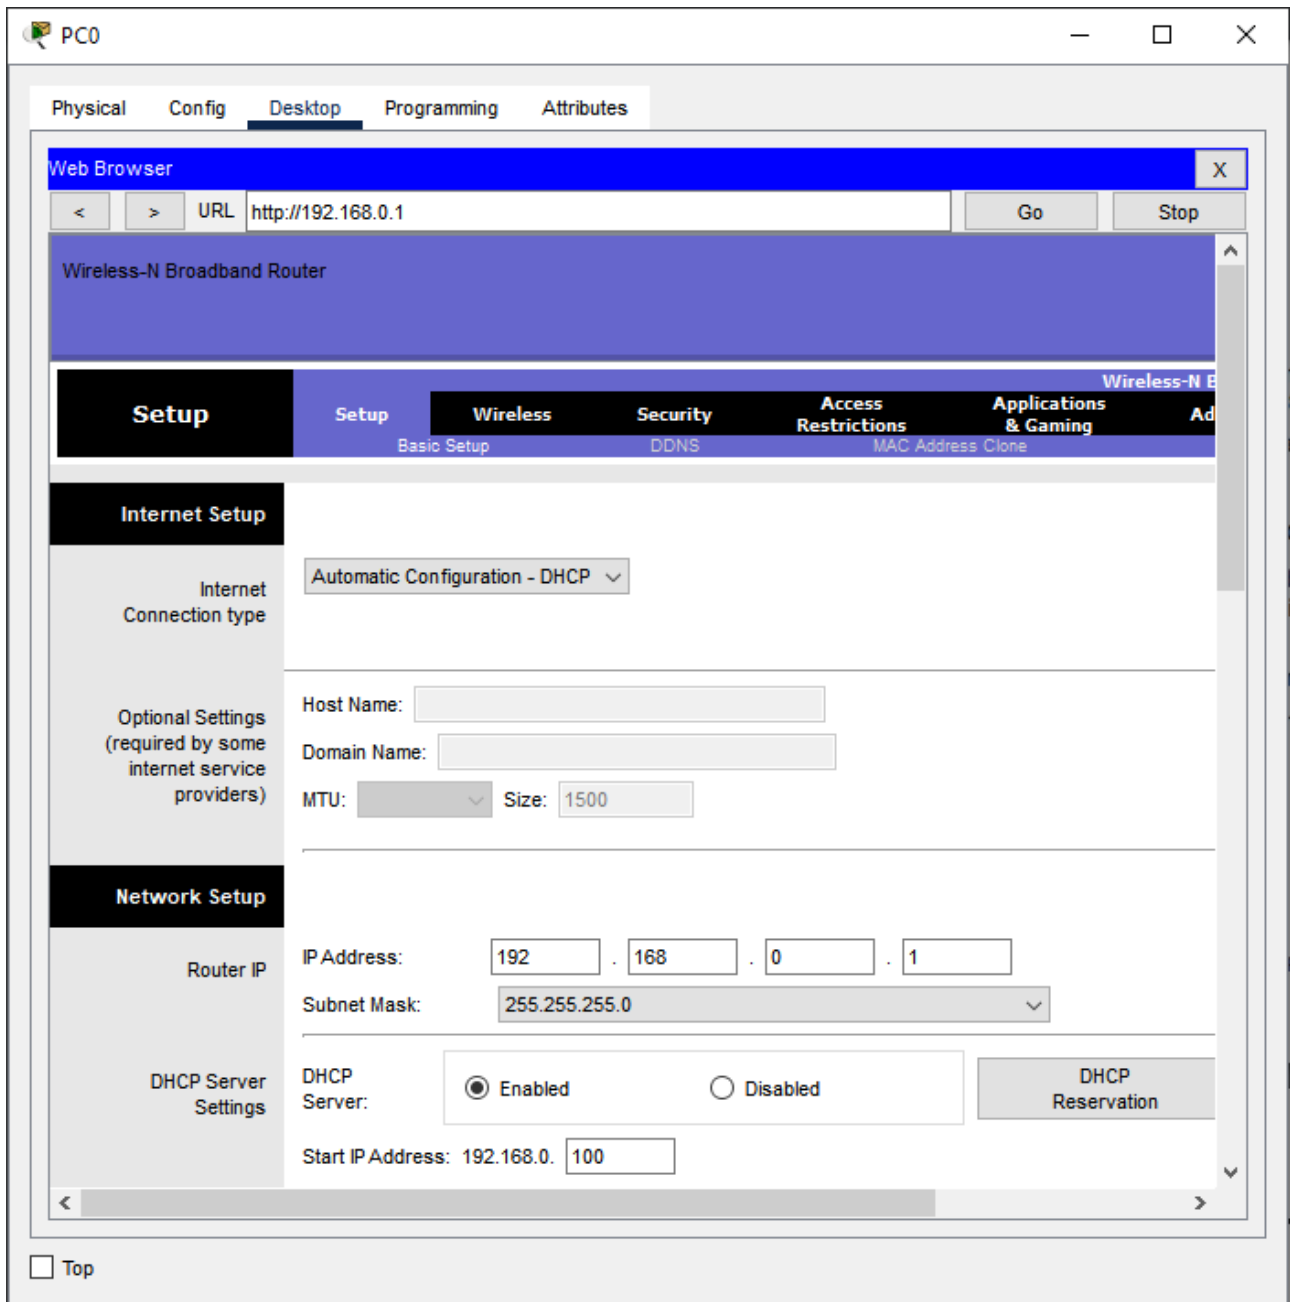 PC0
Physical Config Desktop Programming Attributes
Web Browser X
< > URL http://192.168.0.1 Go Stop
Wireless-N Broadband Router
Wireless-N B
Setup Setup Wireless Security Access Restrictions Applications & Gaming Ad
Basic Setup DDNS MAC Address Clone
Internet Setup
Internet
Connection type
Automatic Configuration - DHCP
Optional Settings
(required by some
internet service
providers)
Host Name:
Domain Name:
MTU: Size: 1500
Network Setup
Router IP
IP Address: 192 . 168 . 0 . 1
Subnet Mask: 255.255.255.0
DHCP Server
Settings
DHCP
Server:
Enabled Disabled
DHCP
Reservation
Start IP Address: 192.168.0. 100
Top